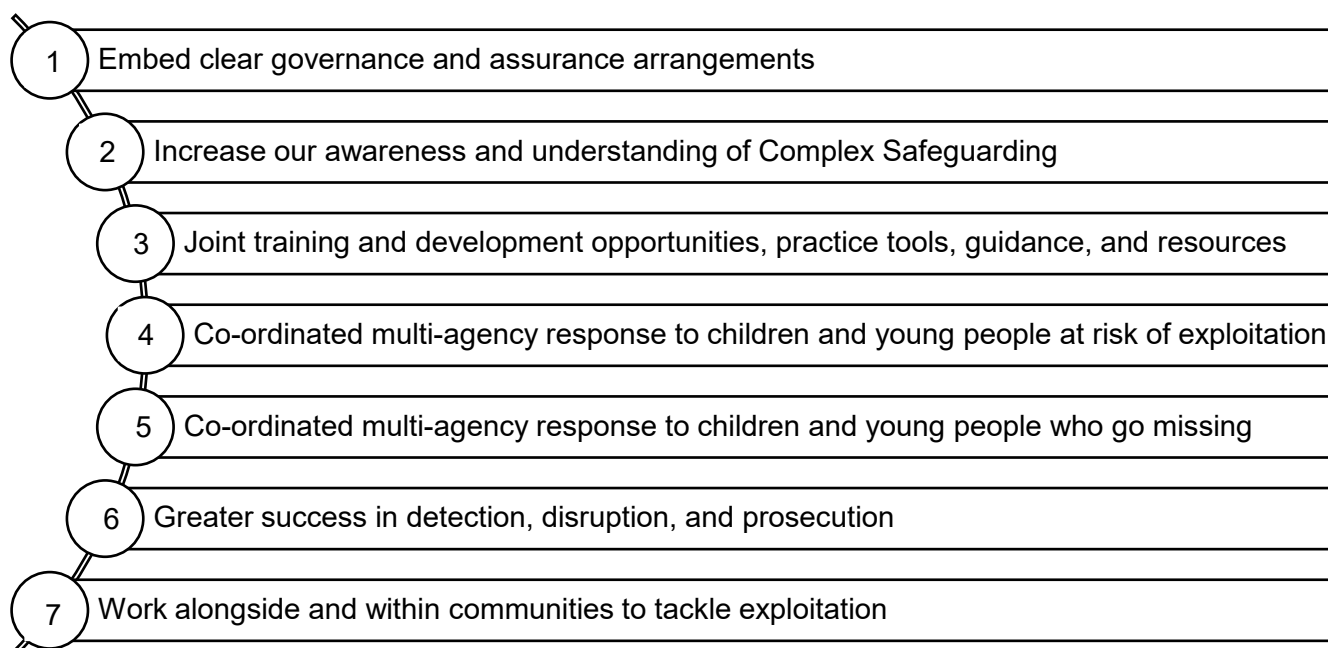 1 Embed clear governance and assurance arrangements
2 Increase our awareness and understanding of Complex Safeguarding
3 Joint training and development opportunities, practice tools, guidance, and resources
4 Co-ordinated multi-agency response to children and young people at risk of exploitation
5 Co-ordinated multi-agency response to children and young people who go missing
6 Greater success in detection, disruption, and prosecution
7 Work alongside and within communities to tackle exploitation